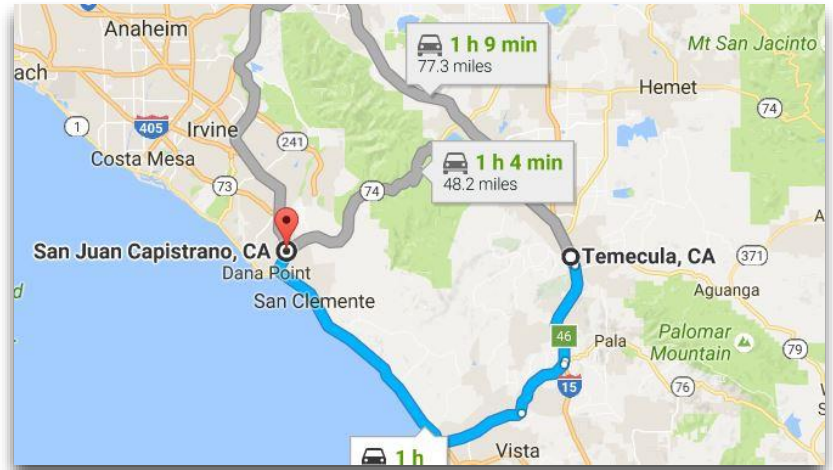 Anaheim
ach
1 h 9 min
77.3 miles
Mt San Jacinto
Hemet
74
1
405
Irvine
241
Costa Mesa
73
74
1 h 4 min
48.2 miles
San Juan Capistrano, CA
Dana Point
San Clemente
Temecula, CA
371
Aguanga
46
Pala
Palomar
Mountain
79
15
76
1 h
Vista